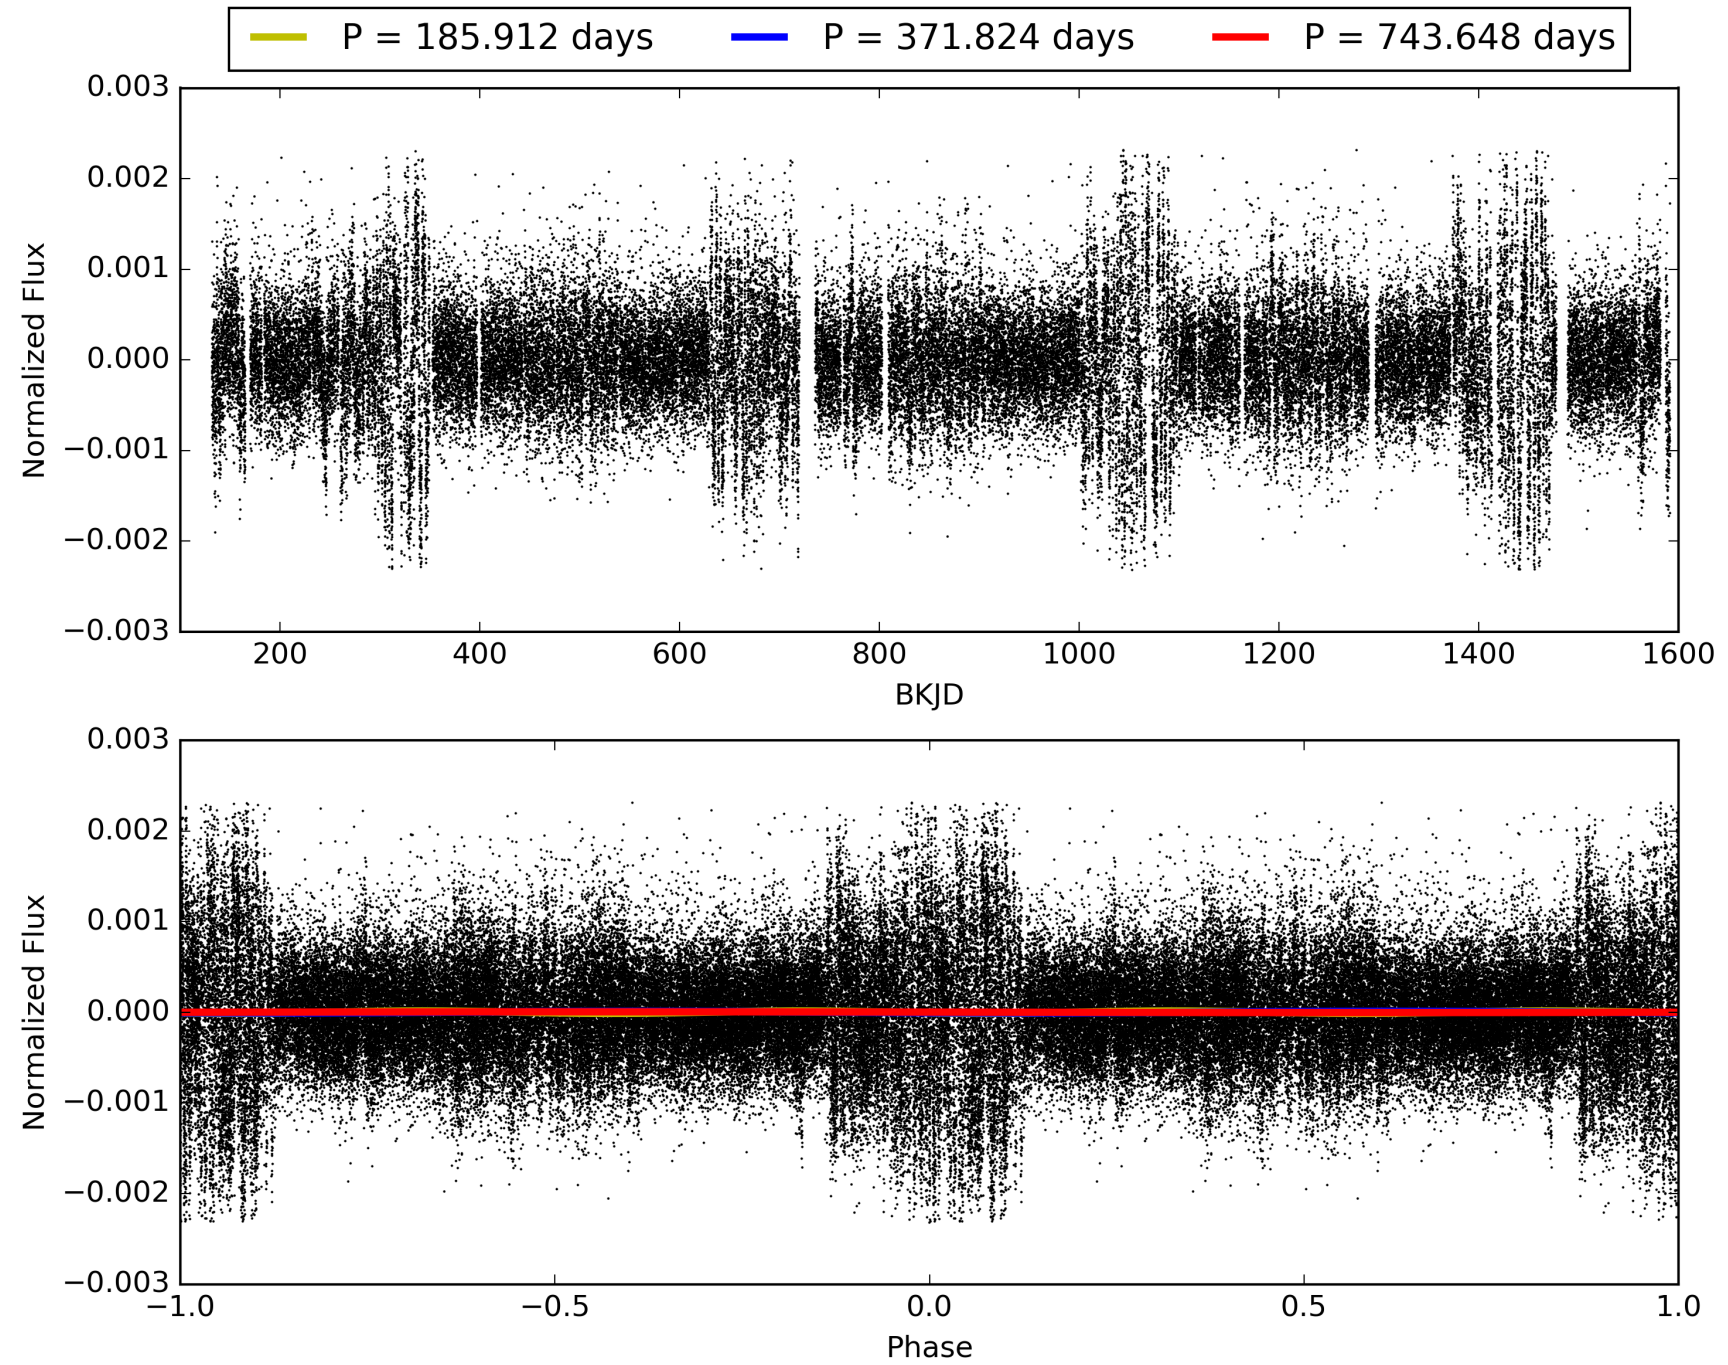 P = 185.912 days P = 371.824 days P = 743.648 days
0.003
0.002
0.001
0.000
−0.001
−0.002
−0.003
Normalized Flux
200 400 600 800 1000 1200 1400 1600
BKJD
0.003
0.002
0.001
0.000
−0.001
−0.002
−0.003
Normalized Flux
−1.0 −0.5 0.0 0.5 1.0
Phase